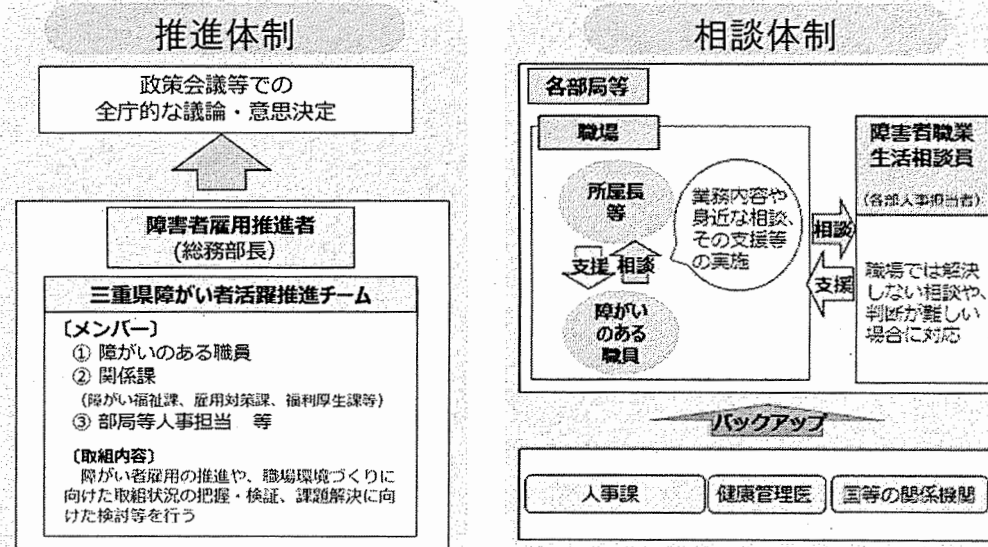 推進体制
政策会議等での
全庁的な議論・意思決定
障害者雇用推進者
(総務部長)
三重県障がい者活躍推進チーム
〔メンバー〕
① 障がいのある職員
② 関係課
(障がい福祉課、雇用対策課、福利厚生課等)
③ 部局等人事担当 等
〔取組内容〕
障がい者雇用の推進や、職場環境づくりに
向けた取組状況の把握・検証、課題解決に向
けた検討等を行う
相談体制
各部局等
職場
所属長
等
支援
相談
障がい
のある
職員
業務内容や
身近な相談、
その支援等
の実施
相談
支援
障害者職業
生活相談員
(各部人事担当者)
職場では解決
しない相談や、
判断が難しい
場合に対応
バックアップ
人事課
健康管理医
国等の関係機関